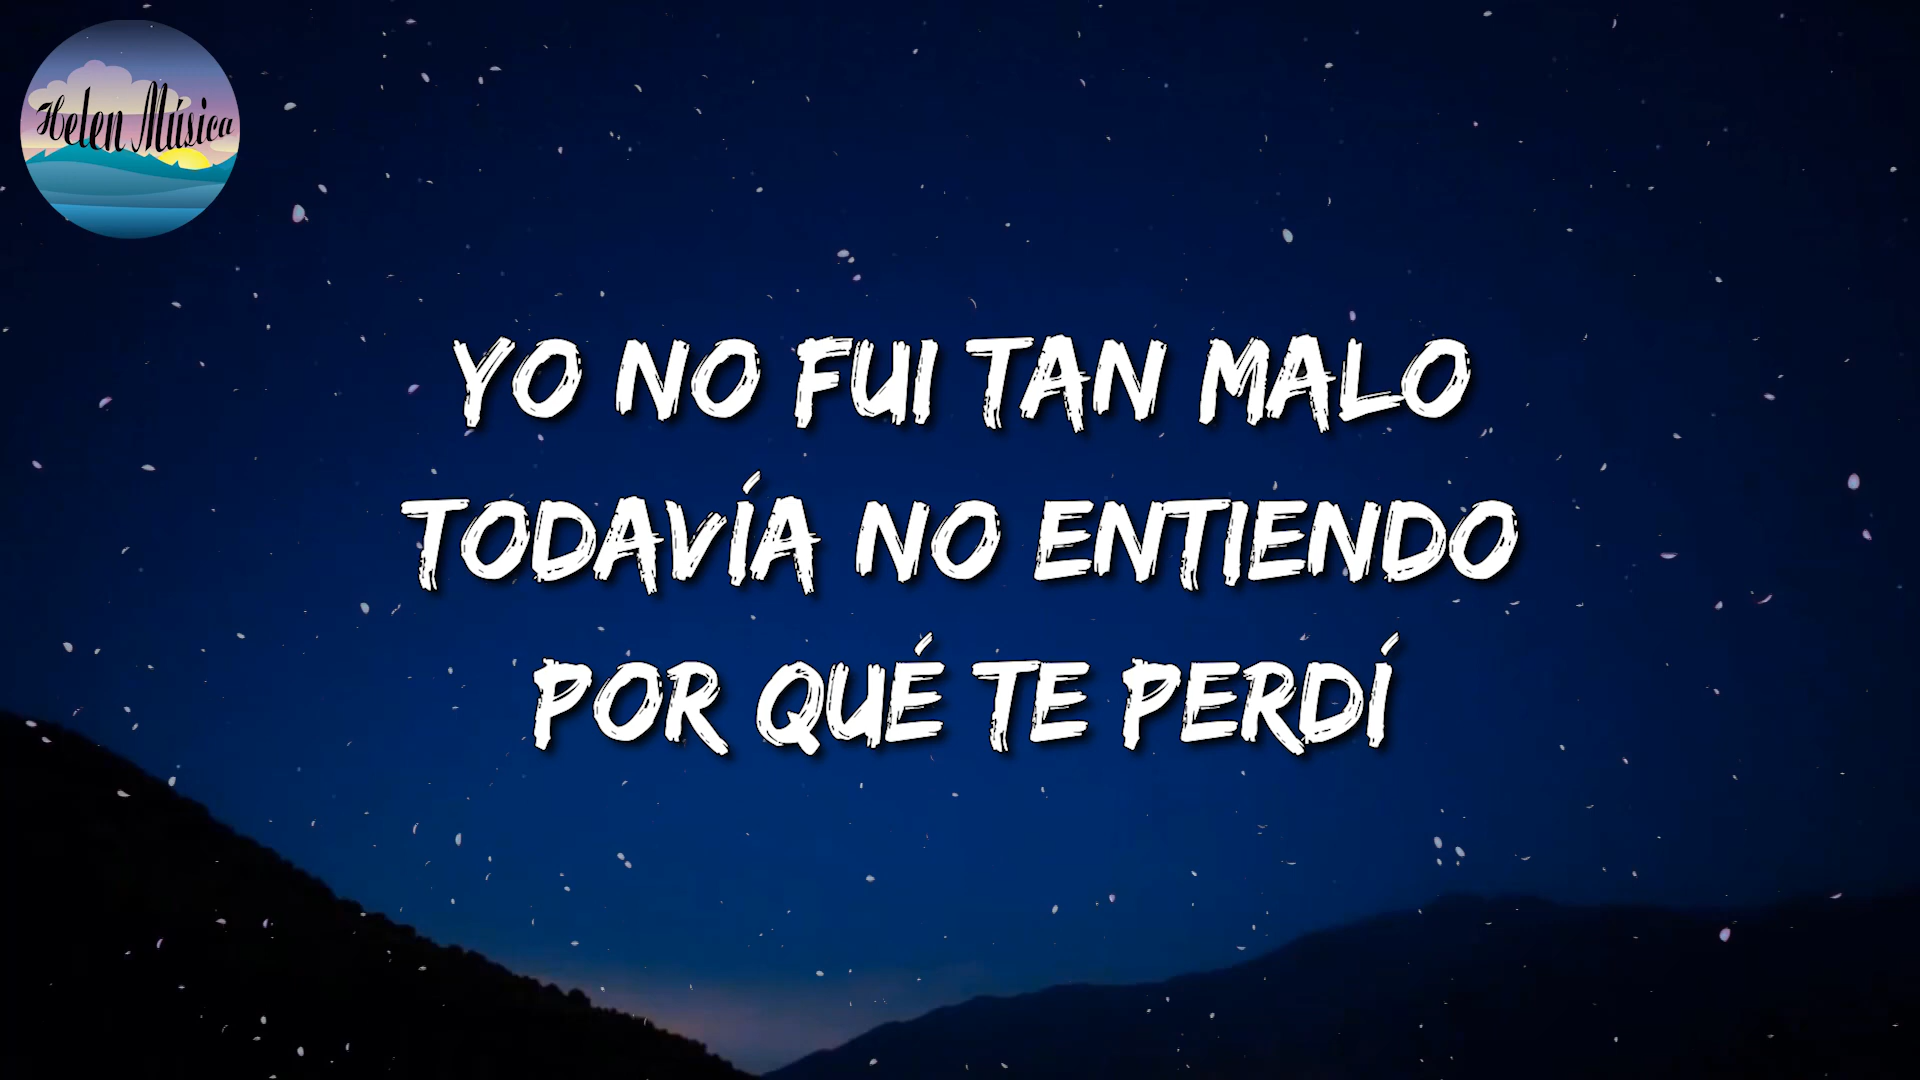 Helen Música
YO NO FUI TAN MALO
TODAVÍA NO ENTIENDO
POR QUÉ TE PERDÍ